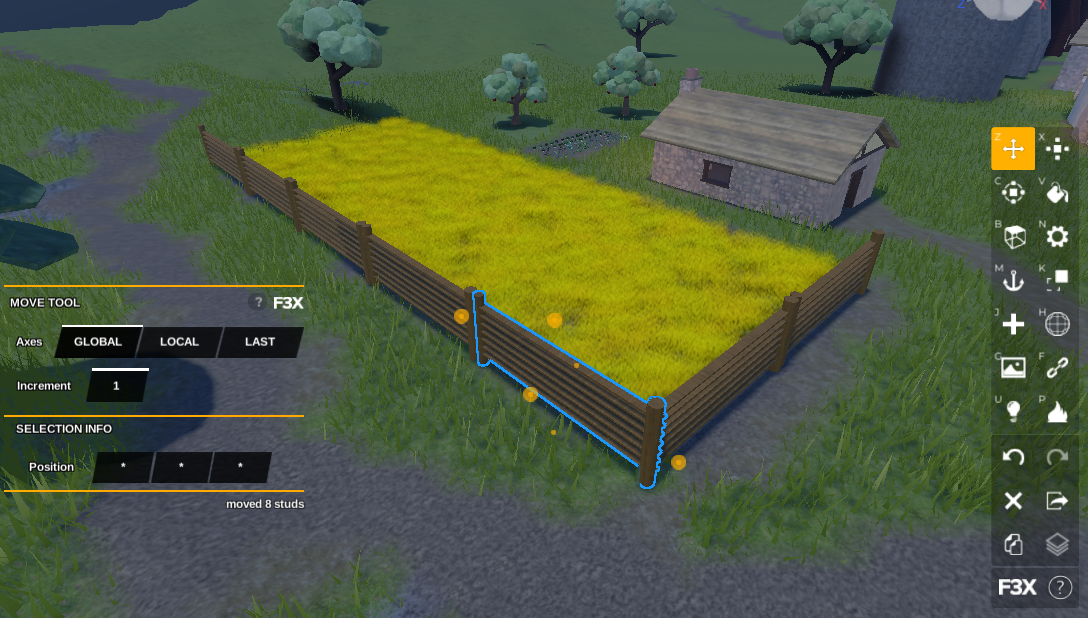 Z X
C V
B N
M K
J H
G F
U P
MOVE TOOL ? F3X
Axes GLOBAL LOCAL LAST
Increment 1
SELECTION INFO
Position * * *
moved 8 studs
F3X ?